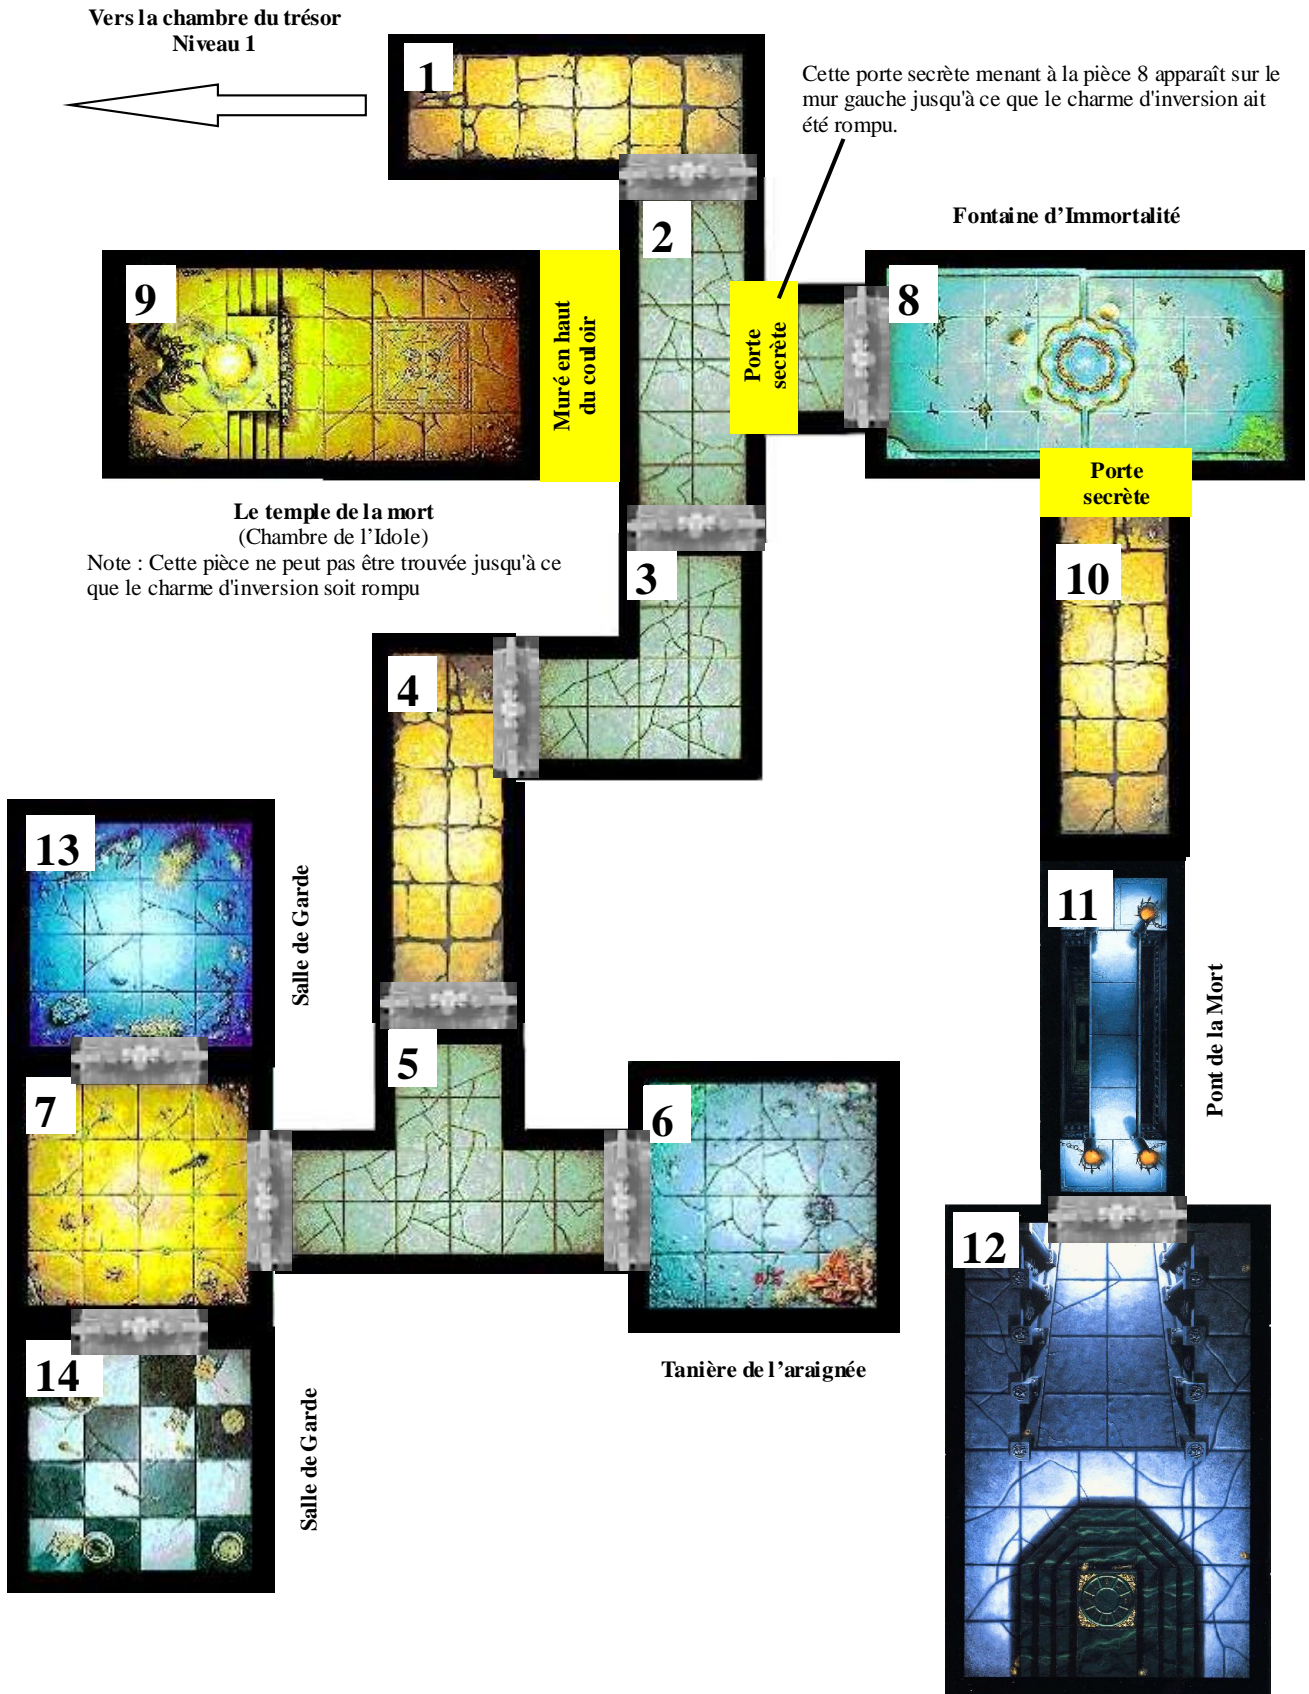 Vers la chambre du trésor
Niveau 1
1
Cette porte secrète menant à la pièce 8 apparaît sur le
mur gauche jusqu'à ce que le charme d'inversion ait
été rompu.
2
Fontaine d'Immortalité
9
Muré en haut
du couloir
Porte
secrète
8
Porte
secrète
Le temple de la mort
(Chambre de l'Idole)
Note : Cette pièce ne peut pas être trouvée jusqu'à ce
que le charme d'inversion soit rompu
3
10
4
13
Salle de Garde
11
Pont de la Mort
5
7
6
12
14
Salle de Garde
Tanière de l'araignée